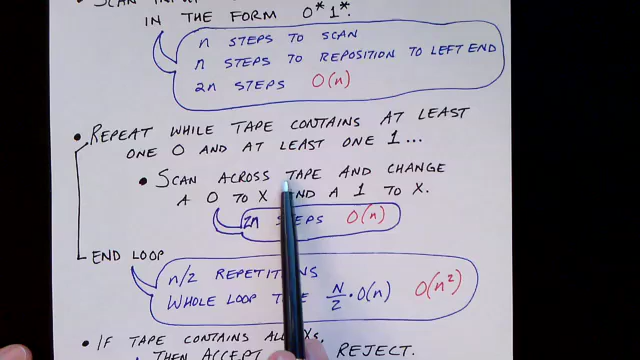 SCAN INPUT
IN THE FORM 0*1*.
n STEPS TO SCAN
n STEPS TO REPOSITION TO LEFT END
2n STEPS O(n)
• REPEAT WHILE TAPE CONTAINS AT LEAST
ONE 0 AND AT LEAST ONE 1...
• SCAN ACROSS TAPE AND CHANGE
A 0 TO X AND A 1 TO X.
2n STEPS O(n)
END LOOP
n/2 REPETITIONS
WHOLE LOOP N/2 · O(n) O(n²)
• IF TAPE CONTAINS ALL Xs,
THEN ACCEPT REJECT.